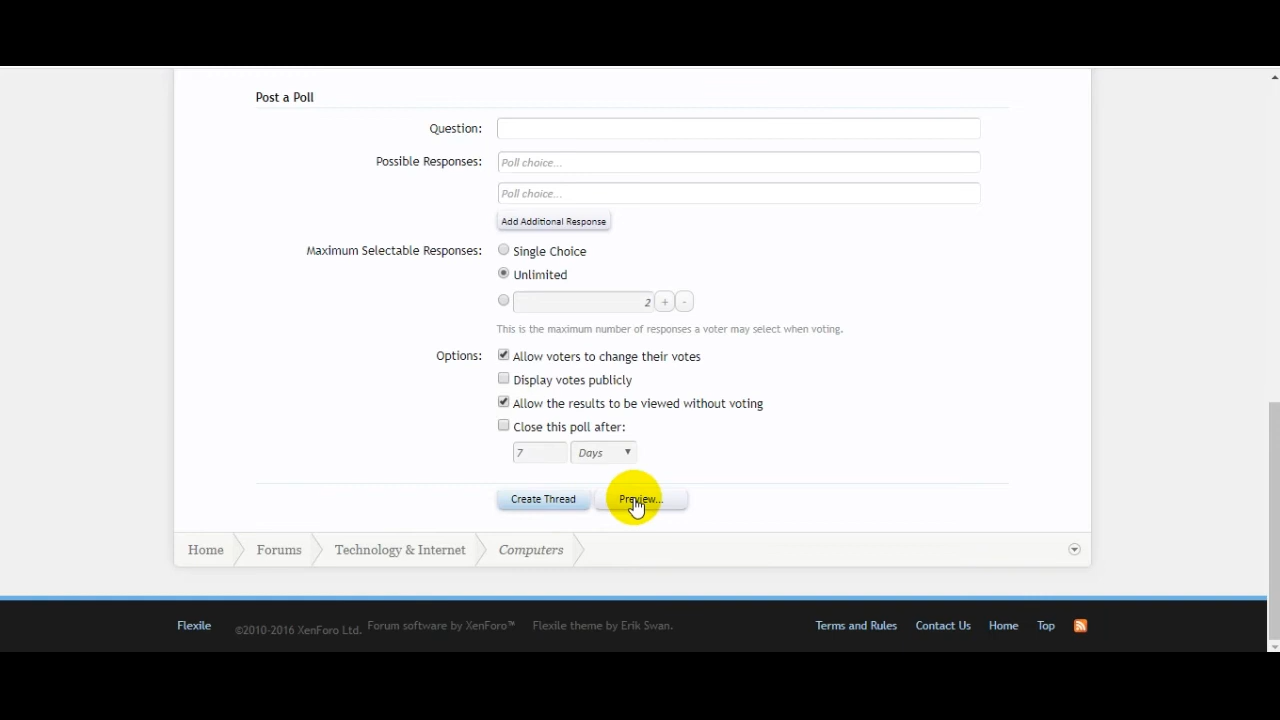 Post a Poll
Question:
Possible Responses: Poll choice...
Poll choice...
Add Additional Response
Maximum Selectable Responses: Single Choice
Unlimited
2 + -
This is the maximum number of responses a voter may select when voting.
Options: Allow voters to change their votes
Display votes publicly
Allow the results to be viewed without voting
Close this poll after:
7 Days
Create Thread Preview...
Home Forums Technology & Internet Computers
Flexile ©2010-2016 XenForo Ltd. Forum software by XenForo™ Flexile theme by Erik Swan. Terms and Rules Contact Us Home Top